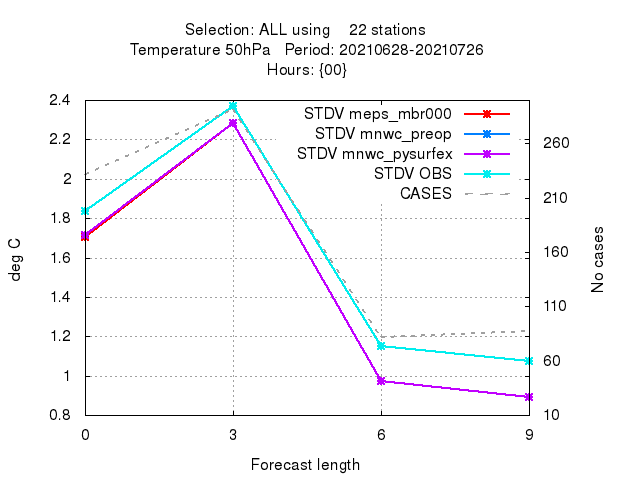 Selection: ALL using    22 stations
Temperature 50hPa   Period: 20210628-20210726
Hours: {00}
2.4
2.2
2
1.8
1.6
1.4
1.2
1
0.8
deg C
STDV meps_mbr000
STDV mnwc_preop
STDV mnwc_pysurfex
STDV OBS
CASES
260
210
160
110
60
10
No cases
0 3 6 9
Forecast length